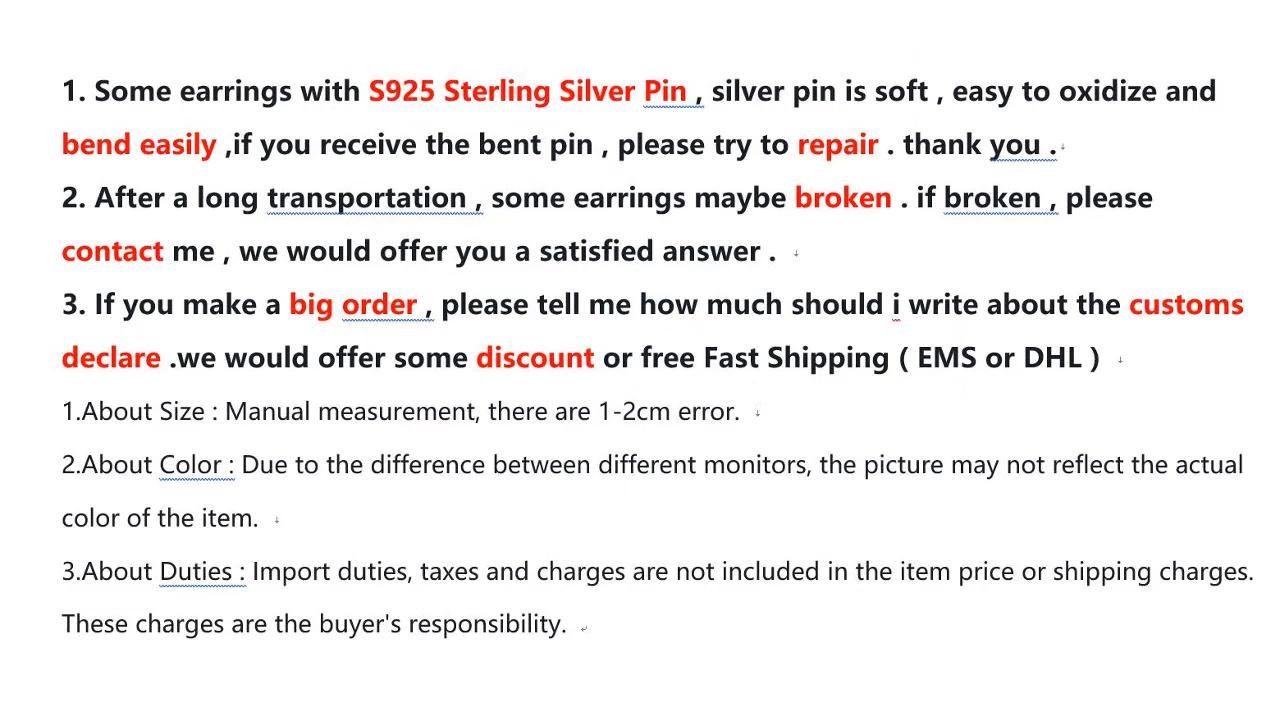 1. Some earrings with S925 Sterling Silver Pin , silver pin is soft , easy to oxidize and
bend easily ,if you receive the bent pin , please try to repair . thank you .
2. After a long transportation , some earrings maybe broken . if broken , please
contact me , we would offer you a satisfied answer .
3. If you make a big order , please tell me how much should i write about the customs
declare .we would offer some discount or free Fast Shipping ( EMS or DHL )
1.About Size : Manual measurement, there are 1-2cm error.
2.About Color : Due to the difference between different monitors, the picture may not reflect the actual
color of the item.
3.About Duties : Import duties, taxes and charges are not included in the item price or shipping charges.
These charges are the buyer's responsibility.